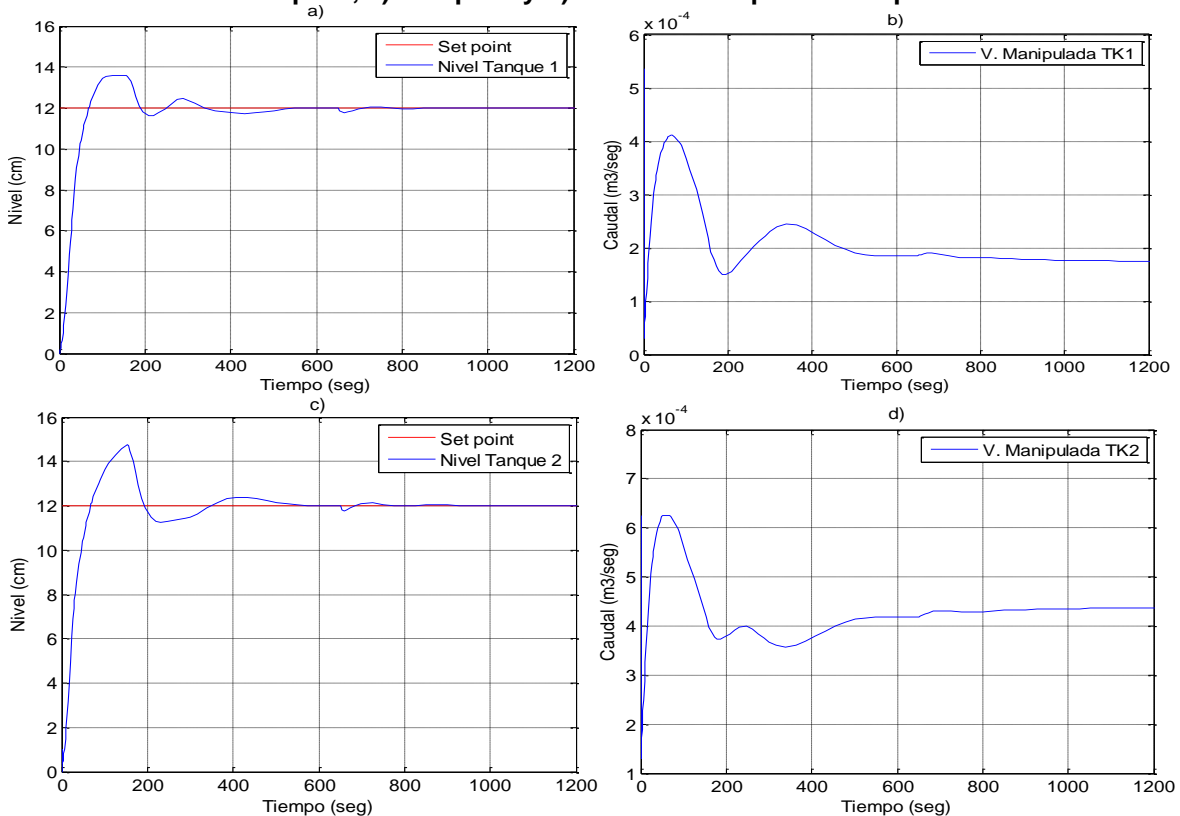 a)
16
14
12
10
8
6
4
2
0
Nivel (cm)
Set point
Nivel Tanque 1
0 200 400 600 800 1000 1200
Tiempo (seg)
b)
x 10-4
6
5
4
3
2
1
0
Caudal (m3/seg)
V. Manipulada TK1
0 200 400 600 800 1000 1200
Tiempo (seg)
c)
16
14
12
10
8
6
4
2
0
Nivel (cm)
Set point
Nivel Tanque 2
0 200 400 600 800 1000 1200
Tiempo (seg)
d)
x 10-4
8
7
6
5
4
3
2
1
Caudal (m3/seg)
V. Manipulada TK2
0 200 400 600 800 1000 1200
Tiempo (seg)